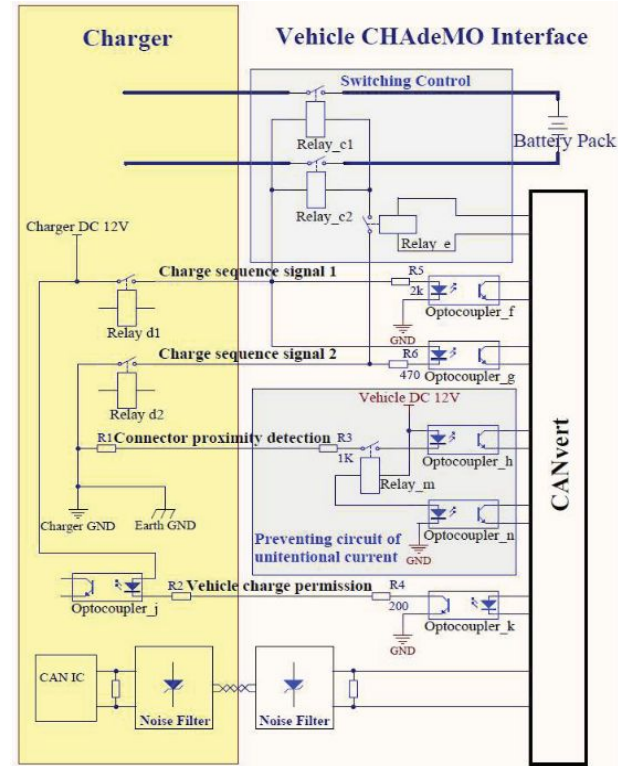 Charger
Vehicle CHAdeMO Interface
Switching Control
Relay_c1
Battery Pack
Relay_c2
Charger DC 12V
Relay_e
Charge sequence signal 1
R5
2k
Relay d1
GND
Optocoupler_f
Charge sequence signal 2
R6
470
Optocoupler_g
Relay d2
Vehicle DC 12V
R1
Connector proximity detection
R3
1K
Optocoupler_h
Relay_m
CANvert
Charger GND
Earth GND
Optocoupler_n
Preventing circuit of
unitentional current
GND
R2
Vehicle charge permission
R4
200
Optocoupler_j
Optocoupler_k
GND
CAN IC
Noise Filter
Noise Filter